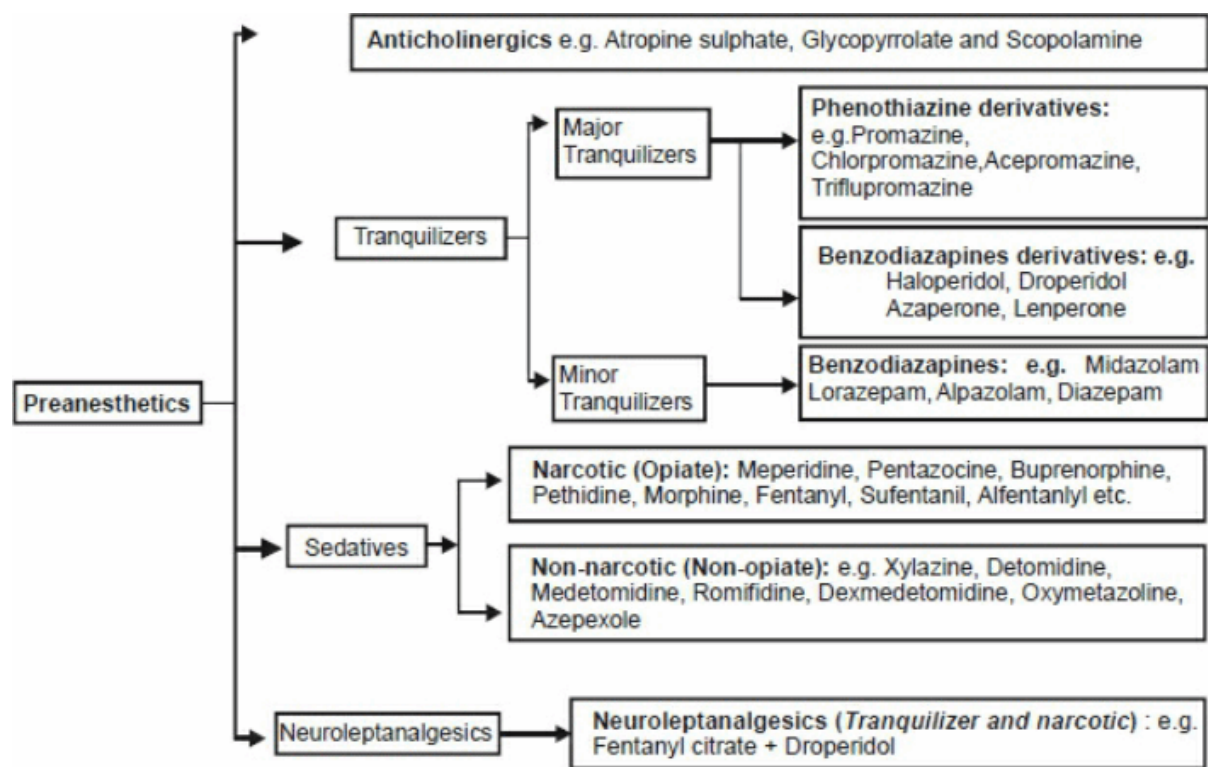 Anticholinergics e.g. Atropine sulphate, Glycopyrrolate and Scopolamine
Major
Tranquilizers
Phenothiazine derivatives:
e.g.Promazine,
Chlorpromazine,Acepromazine,
Triflupromazine
Tranquilizers
Benzodiazapines derivatives: e.g.
Haloperidol, Droperidol
Azaperone, Lenperone
Minor
Tranquilizers
Benzodiazapines: e.g. Midazolam
Lorazepam, Alpazolam, Diazepam
Preanesthetics
Narcotic (Opiate): Meperidine, Pentazocine, Buprenorphine,
Pethidine, Morphine, Fentanyl, Sufentanil, Alfentanlyl etc.
Sedatives
Non-narcotic (Non-opiate): e.g. Xylazine, Detomidine,
Medetomidine, Romifidine, Dexmedetomidine, Oxymetazoline,
Azepexole
Neuroleptanalgesics
Neuroleptanalgesics (Tranquilizer and narcotic) : e.g.
Fentanyl citrate + Droperidol